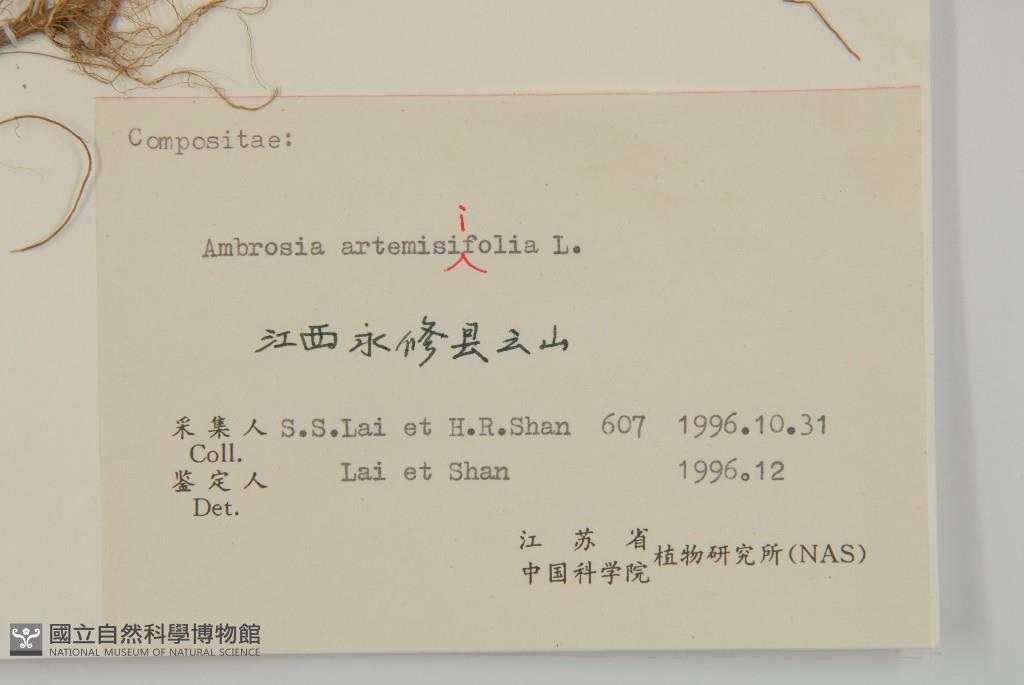 Compositae:
i
Ambrosia artemisifolia L.
江西永修县云山
采集人 S.S.Lai et H.R.Shan 607 1996.10.31
Coll.
鉴定人 Lai et Shan 1996.12
Det.
江苏省
中国科学院 植物研究所(NAS)
國立自然科學博物館
NATIONAL MUSEUM OF NATURAL SCIENCE